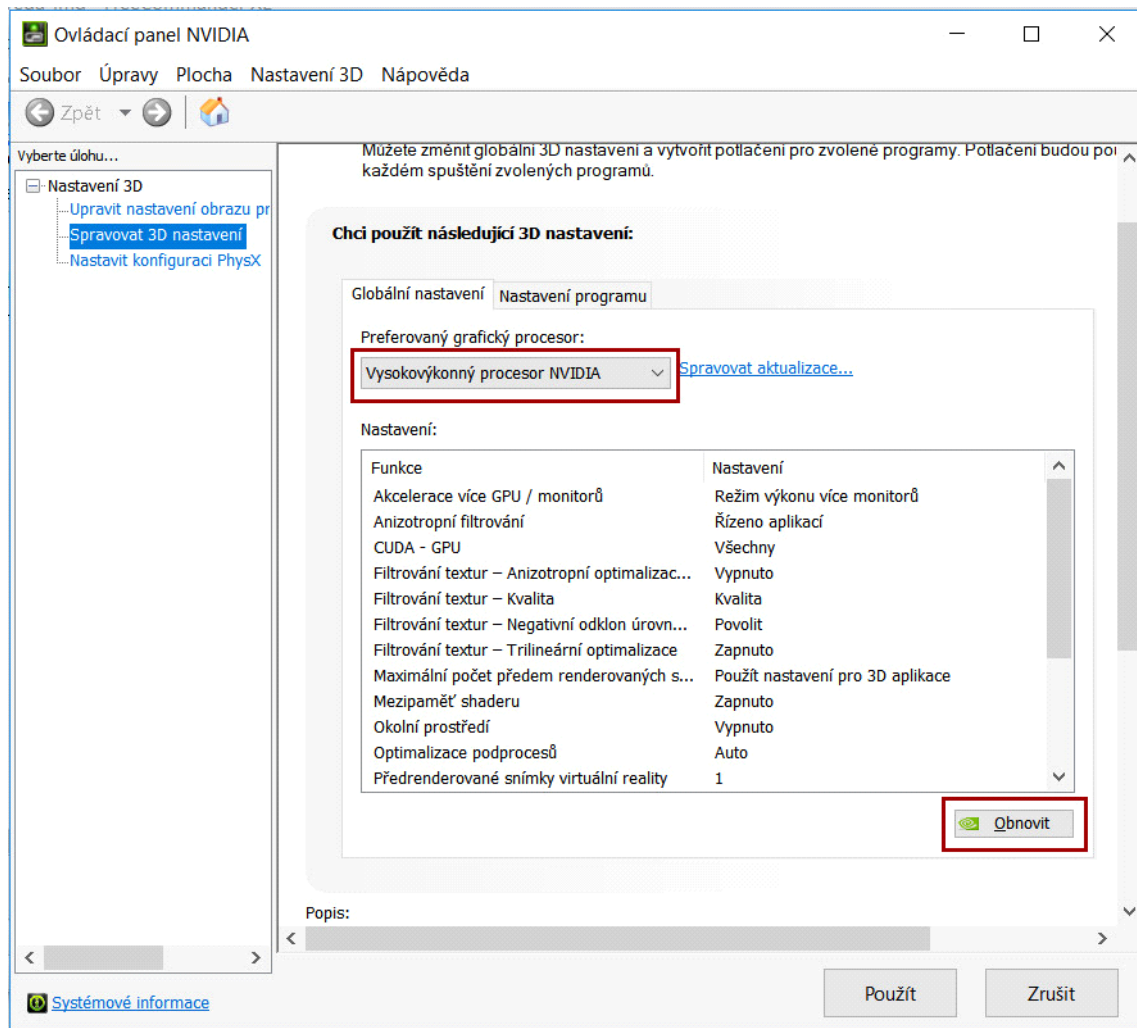 Ovládací panel NVIDIA
Soubor Úpravy Plocha Nastavení 3D Nápověda
Zpět
Vyberte úlohu...
Nastavení 3D
Upravit nastavení obrazu pr
Spravovat 3D nastavení
Nastavit konfiguraci PhysX
Můžete změnit globální 3D nastavení a vytvořit potlačení pro zvolené programy. Potlačení budou pou
každém spuštění zvolených programů.
Chci použít následující 3D nastavení:
Globální nastavení Nastavení programu
Preferovaný grafický procesor:
Vysokovýkonný procesor NVIDIA Spravovat aktualizace...
Nastavení:
Funkce Nastavení
Akcelerace více GPU / monitorů Režim výkonu více monitorů
Anizotropní filtrování Řízeno aplikací
CUDA - GPU Všechny
Filtrování textur – Anizotropní optimalizac... Vypnuto
Filtrování textur – Kvalita Kvalita
Filtrování textur – Negativní odklon úrovn... Povolit
Filtrování textur – Trilineární optimalizace Zapnuto
Maximální počet předem renderovaných s... Použít nastavení pro 3D aplikace
Mezipaměť shaderu Zapnuto
Okolní prostředí Vypnuto
Optimalizace podprocesů Auto
Předrenderované snímky virtuální reality 1
Obnovit
Popis:
Systémové informace
Použít Zrušit